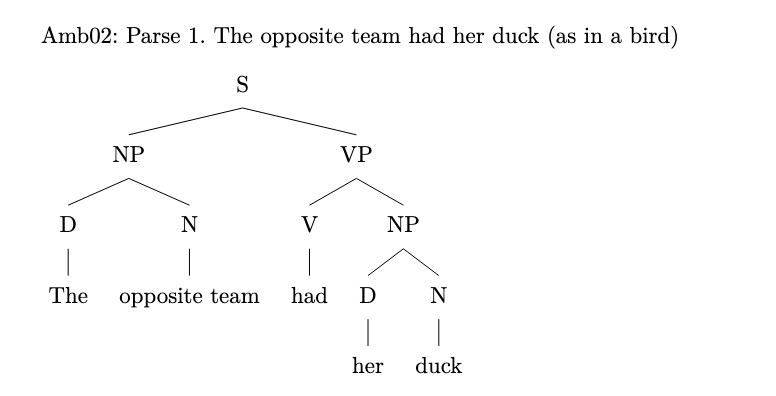 Amb02: Parse 1. The opposite team had her duck (as in a bird)
S
NP VP
D N V NP
The opposite team had D N
her duck